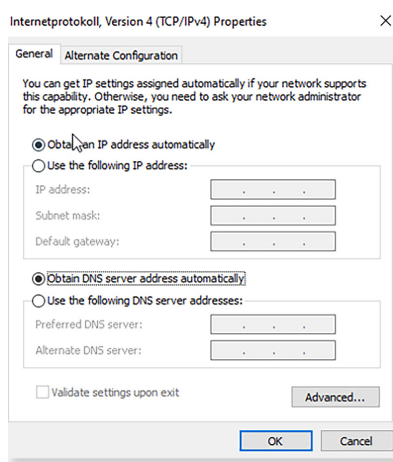 Internetprotokoll, Version 4 (TCP/IPv4) Properties
General
Alternate Configuration
You can get IP settings assigned automatically if your network supports
this capability. Otherwise, you need to ask your network administrator
for the appropriate IP settings.
Obtain an IP address automatically
Use the following IP address:
IP address:
Subnet mask:
Default gateway:
Obtain DNS server address automatically
Use the following DNS server addresses:
Preferred DNS server:
Alternate DNS server:
Validate settings upon exit
Advanced...
OK
Cancel